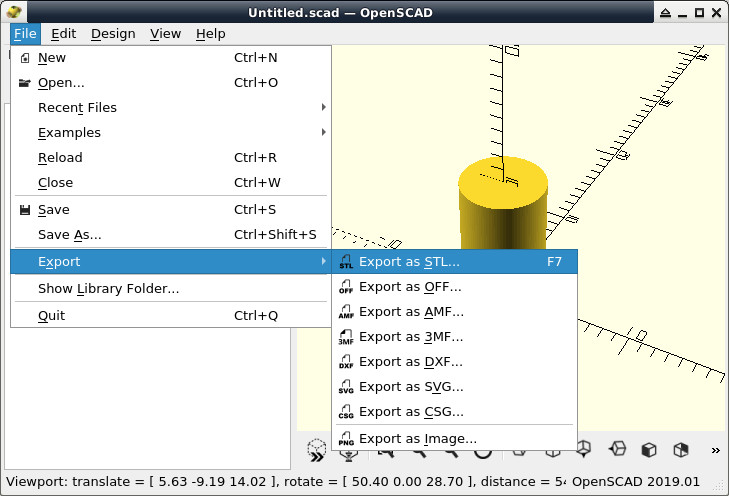 Untitled.scad — OpenSCAD
File Edit Design View Help
New Ctrl+N
Open... Ctrl+O
Recent Files
Examples
Reload Ctrl+R
Close Ctrl+W
Save Ctrl+S
Save As... Ctrl+Shift+S
Export
Show Library Folder...
Quit Ctrl+Q
STL Export as STL... F7
OFF Export as OFF...
AMF Export as AMF...
3MF Export as 3MF...
DXF Export as DXF...
SVG Export as SVG...
CSG Export as CSG...
PNG Export as Image...
Viewport: translate = [ 5.63 -9.19 14.02 ], rotate = [ 50.40 0.00 28.70 ], distance = OpenSCAD 2019.01